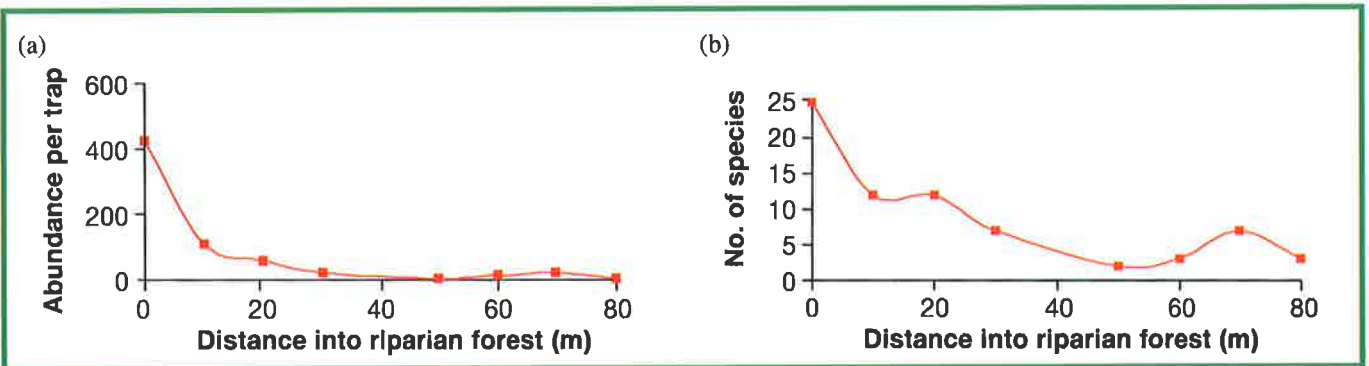 (a)
Abundance per trap
600
400
200
0
0 20 40 60 80
Distance into riparian forest (m)
(b)
No. of species
25
20
15
10
5
0
0 20 40 60 80
Distance into riparian forest (m)